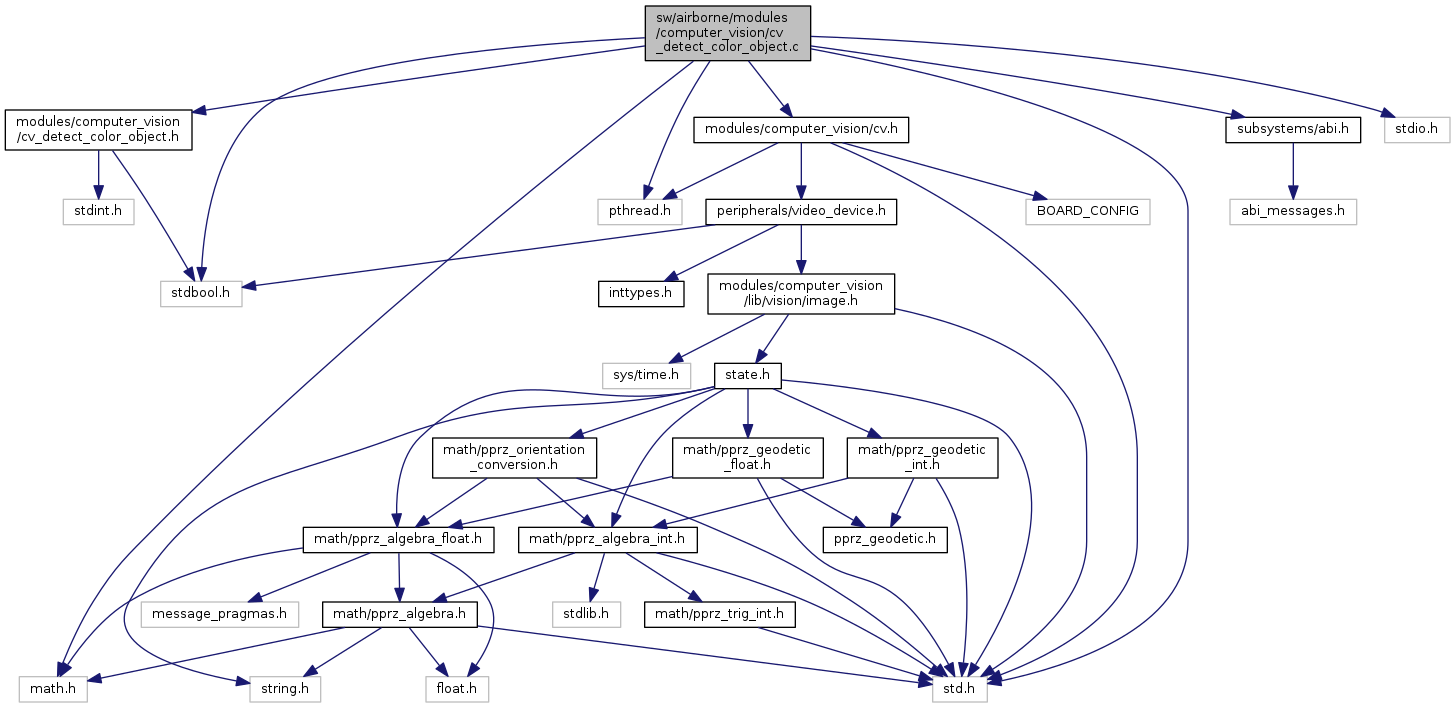 sw/airborne/modules
/computer_vision/cv
_detect_color_object.c
modules/computer_vision
/cv_detect_color_object.h
modules/computer_vision/cv.h
subsystems/abi.h
stdio.h
stdint.h
pthread.h
peripherals/video_device.h
BOARD_CONFIG
abi_messages.h
stdbool.h
inttypes.h
modules/computer_vision
/lib/vision/image.h
sys/time.h
state.h
math/pprz_orientation
_conversion.h
math/pprz_geodetic
_float.h
math/pprz_geodetic
_int.h
math/pprz_algebra_float.h
math/pprz_algebra_int.h
pprz_geodetic.h
message_pragmas.h
math/pprz_algebra.h
stdlib.h
math/pprz_trig_int.h
math.h
string.h
float.h
std.h